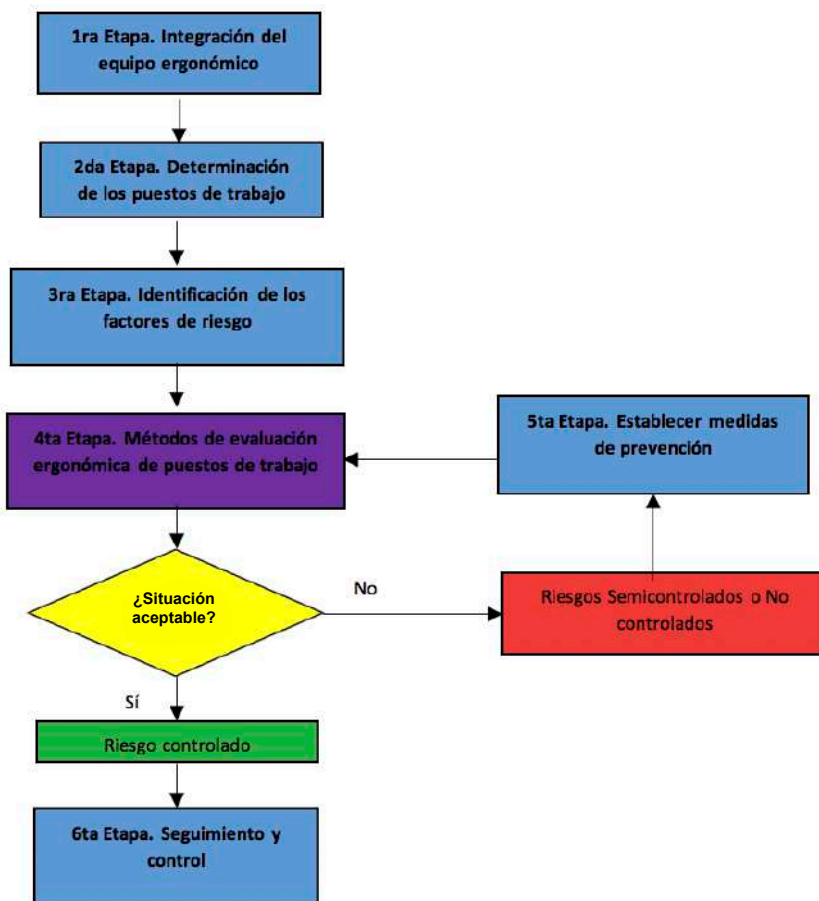 1ra Etapa. Integración del
equipo ergonómico
2da Etapa. Determinación
de los puestos de trabajo
3ra Etapa. Identificación de los
factores de riesgo
4ta Etapa. Métodos de evaluación
ergonómica de puestos de trabajo
5ta Etapa. Establecer medidas
de prevención
¿Situación
aceptable?
No
Riesgos Semicontrolados o No
controlados
Sí
Riesgo controlado
6ta Etapa. Seguimiento y
control